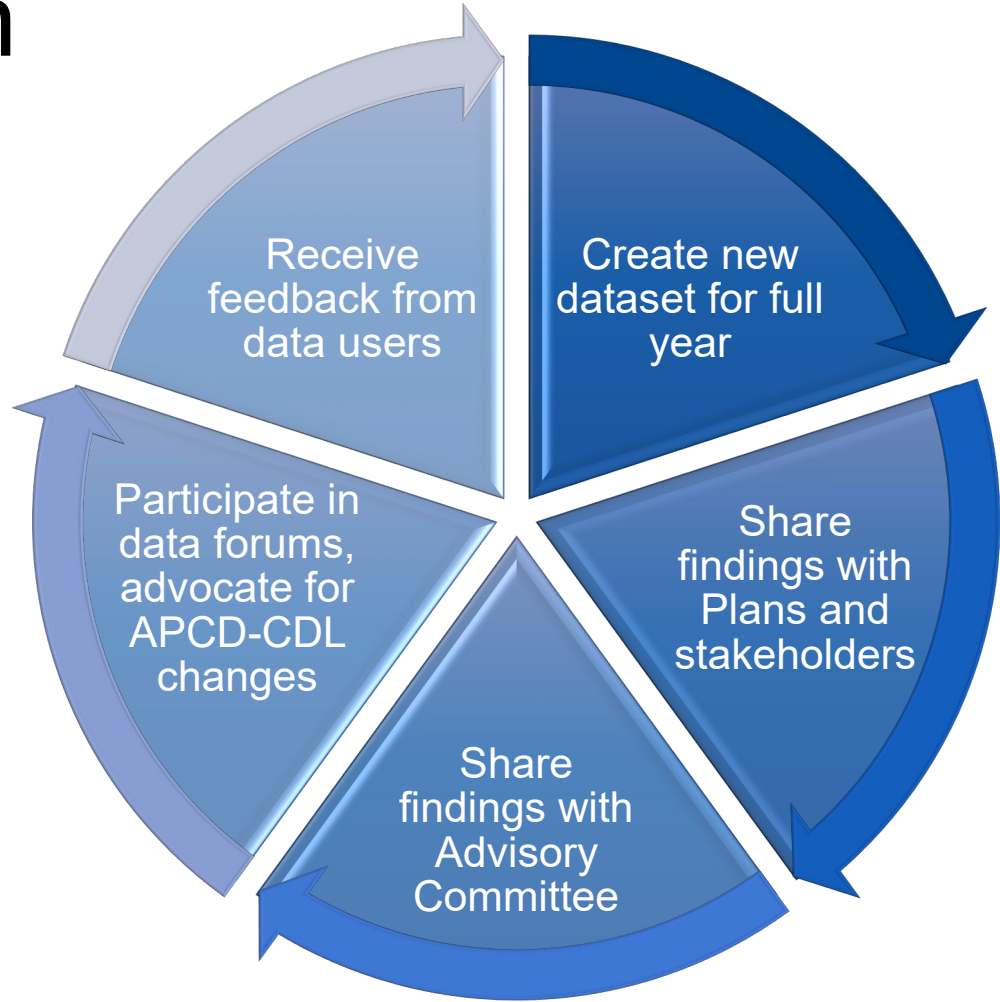 n
Create new
dataset for full
year
Share
findings with
Plans and
stakeholders
Share
findings with
Advisory
Committee
Participate in
data forums,
advocate for
APCD-CDL
changes
Receive
feedback from
data users